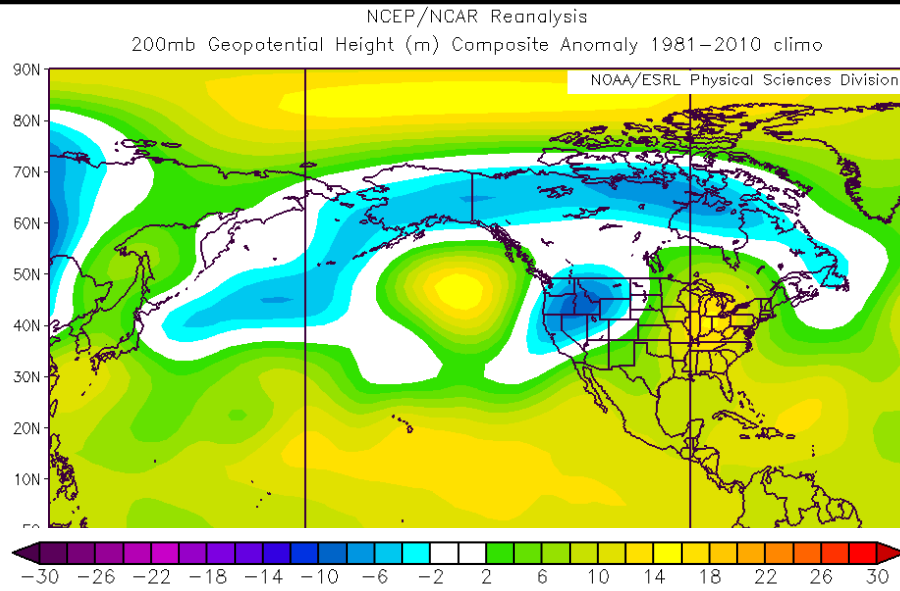 NCEP/NCAR Reanalysis
200mb Geopotential Height (m) Composite Anomaly 1981−2010 climo
NOAA/ESRL Physical Sciences Division
90N
80N
70N
60N
50N
40N
30N
20N
10N
−30 −26 −22 −18 −14 −10 −6 −2 2 6 10 14 18 22 26 30